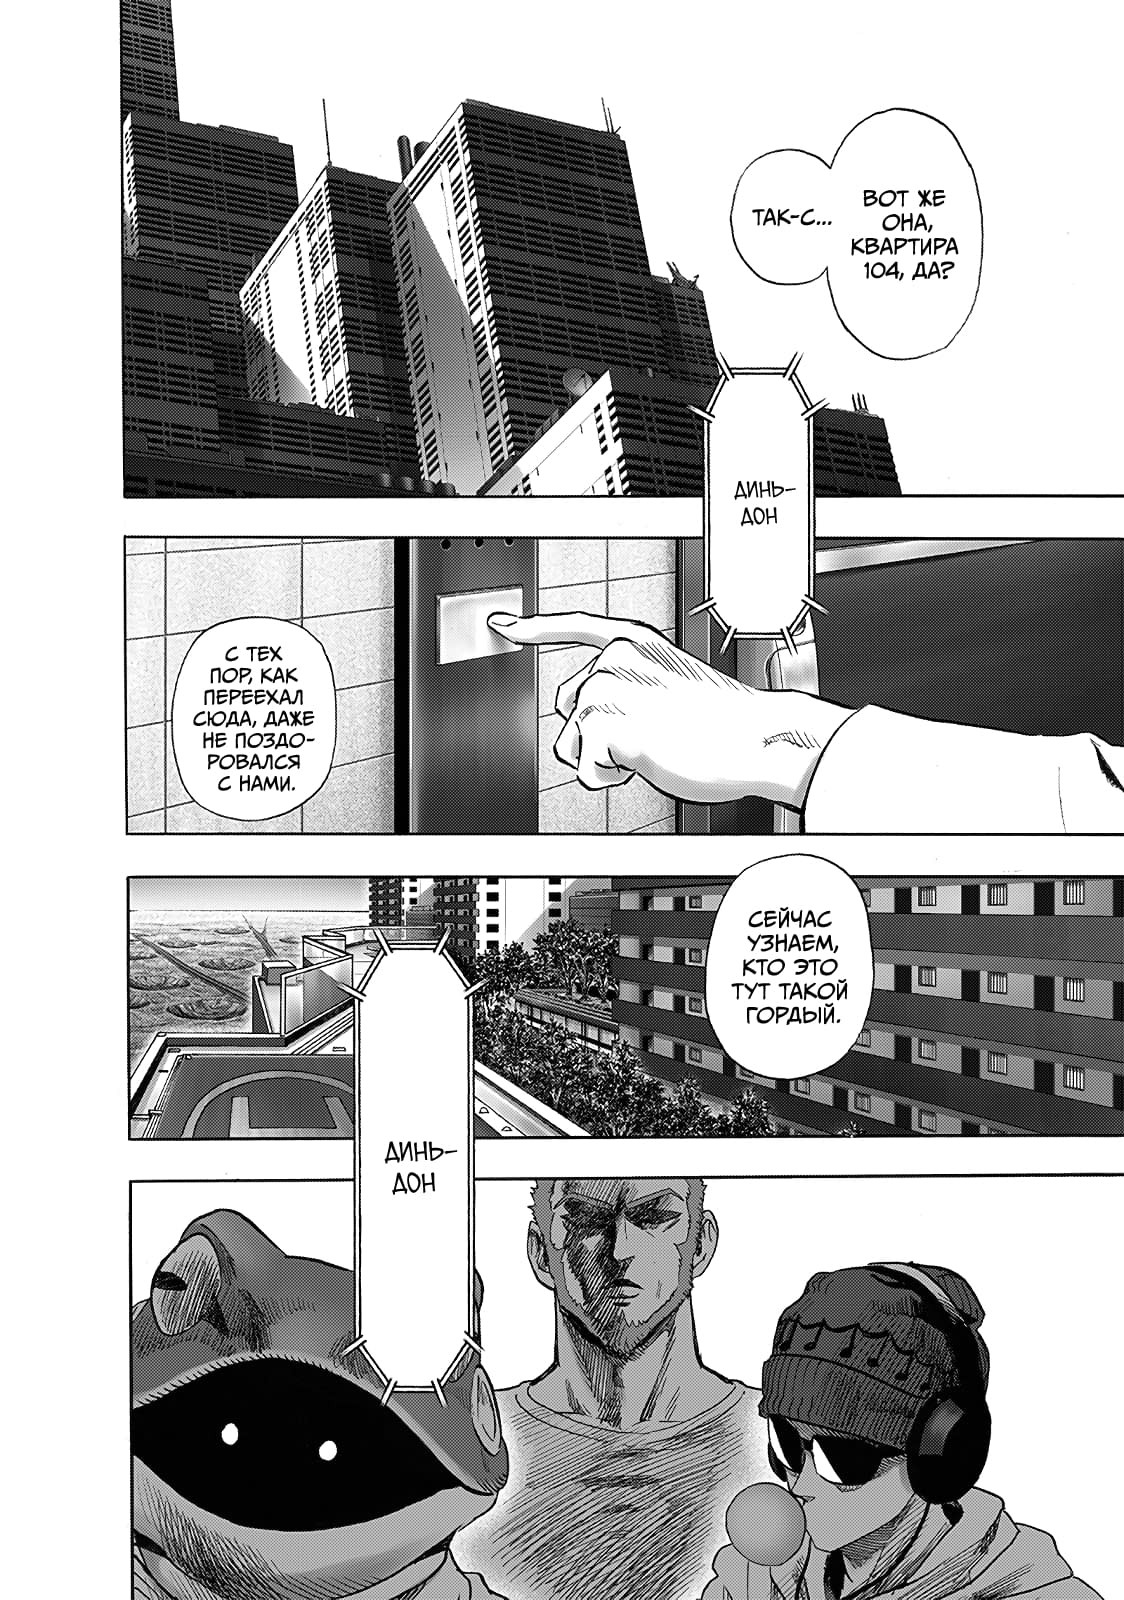 ВОТ ЖЕ
ОНА,
КВАРТИРА
104, ДА?
ТАК-С...
ДИНЬ-
ДОН
С ТЕХ
ПОР, КАК
ПЕРЕЕХАЛ
СЮДА, ДАЖЕ
НЕ ПОЗДО-
РОВАЛСЯ
С НАМИ.
СЕЙЧАС
УЗНАЕМ,
КТО ЭТО
ТУТ ТАКОЙ
ГОРДЫЙ.
ДИНЬ-
ДОН